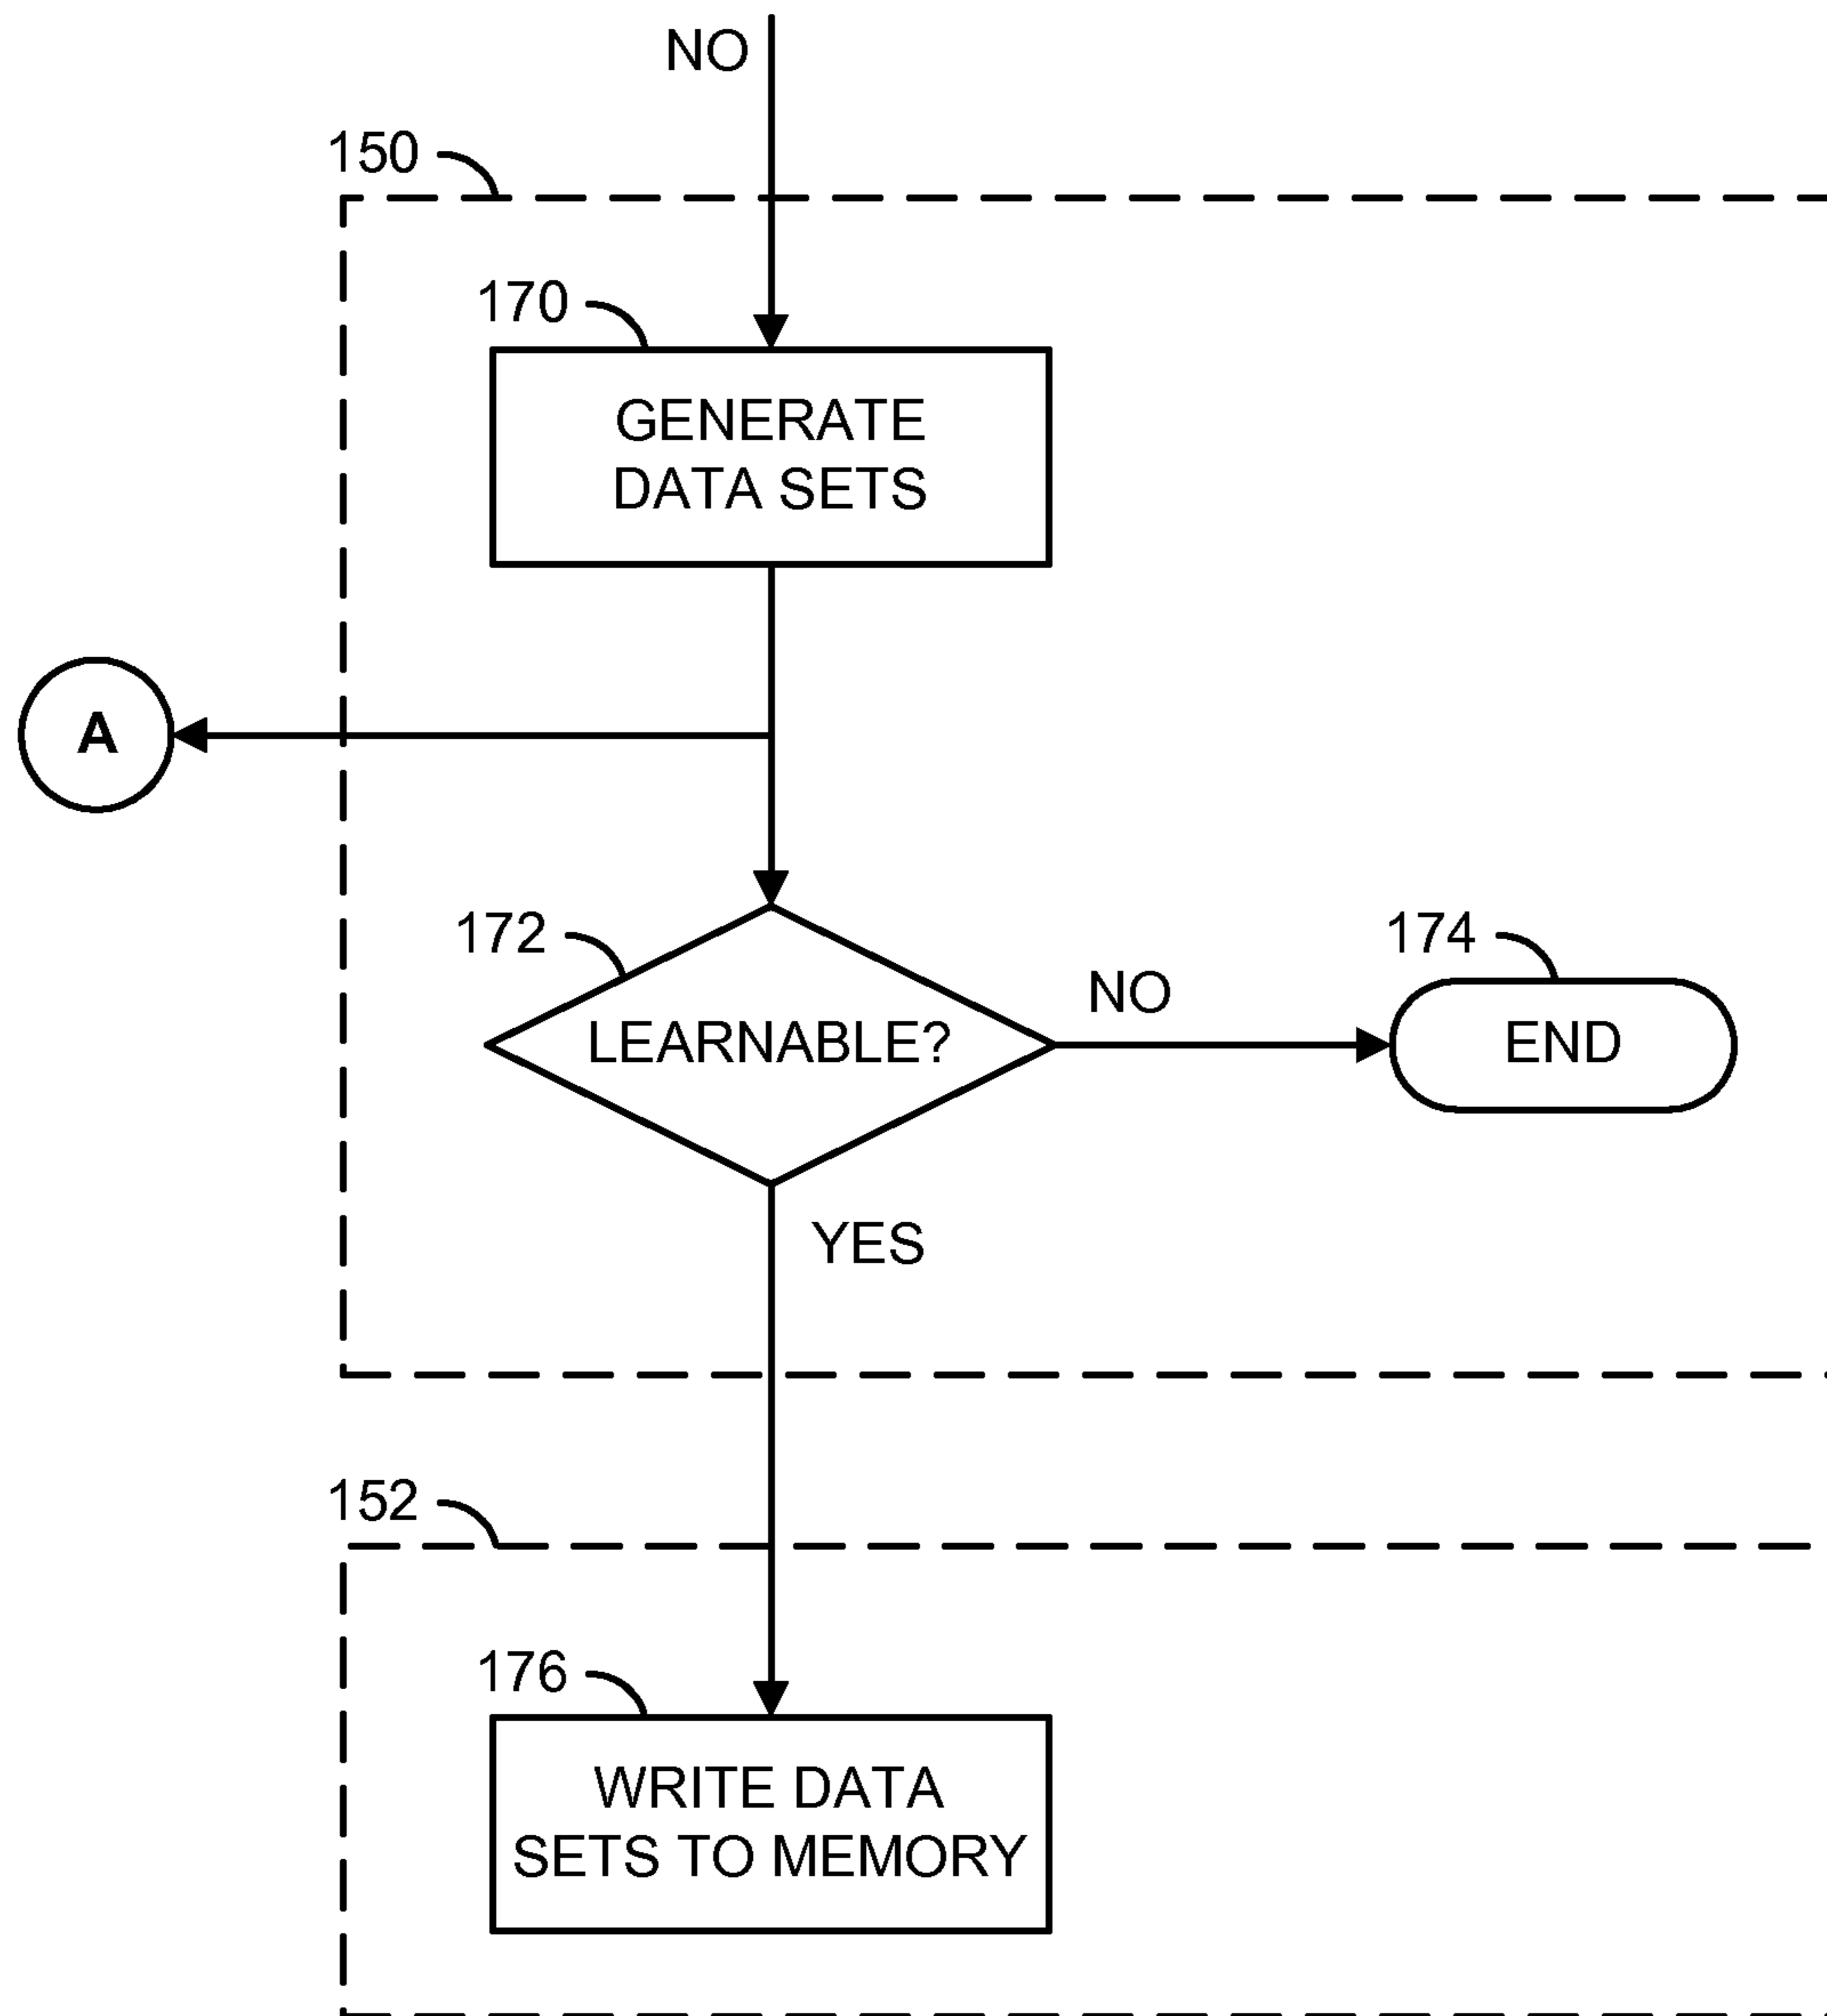 NO
150
170
GENERATE
DATA SETS
A
172
174
NO
LEARNABLE?
END
YES
152
176
WRITE DATA
SETS TO MEMORY